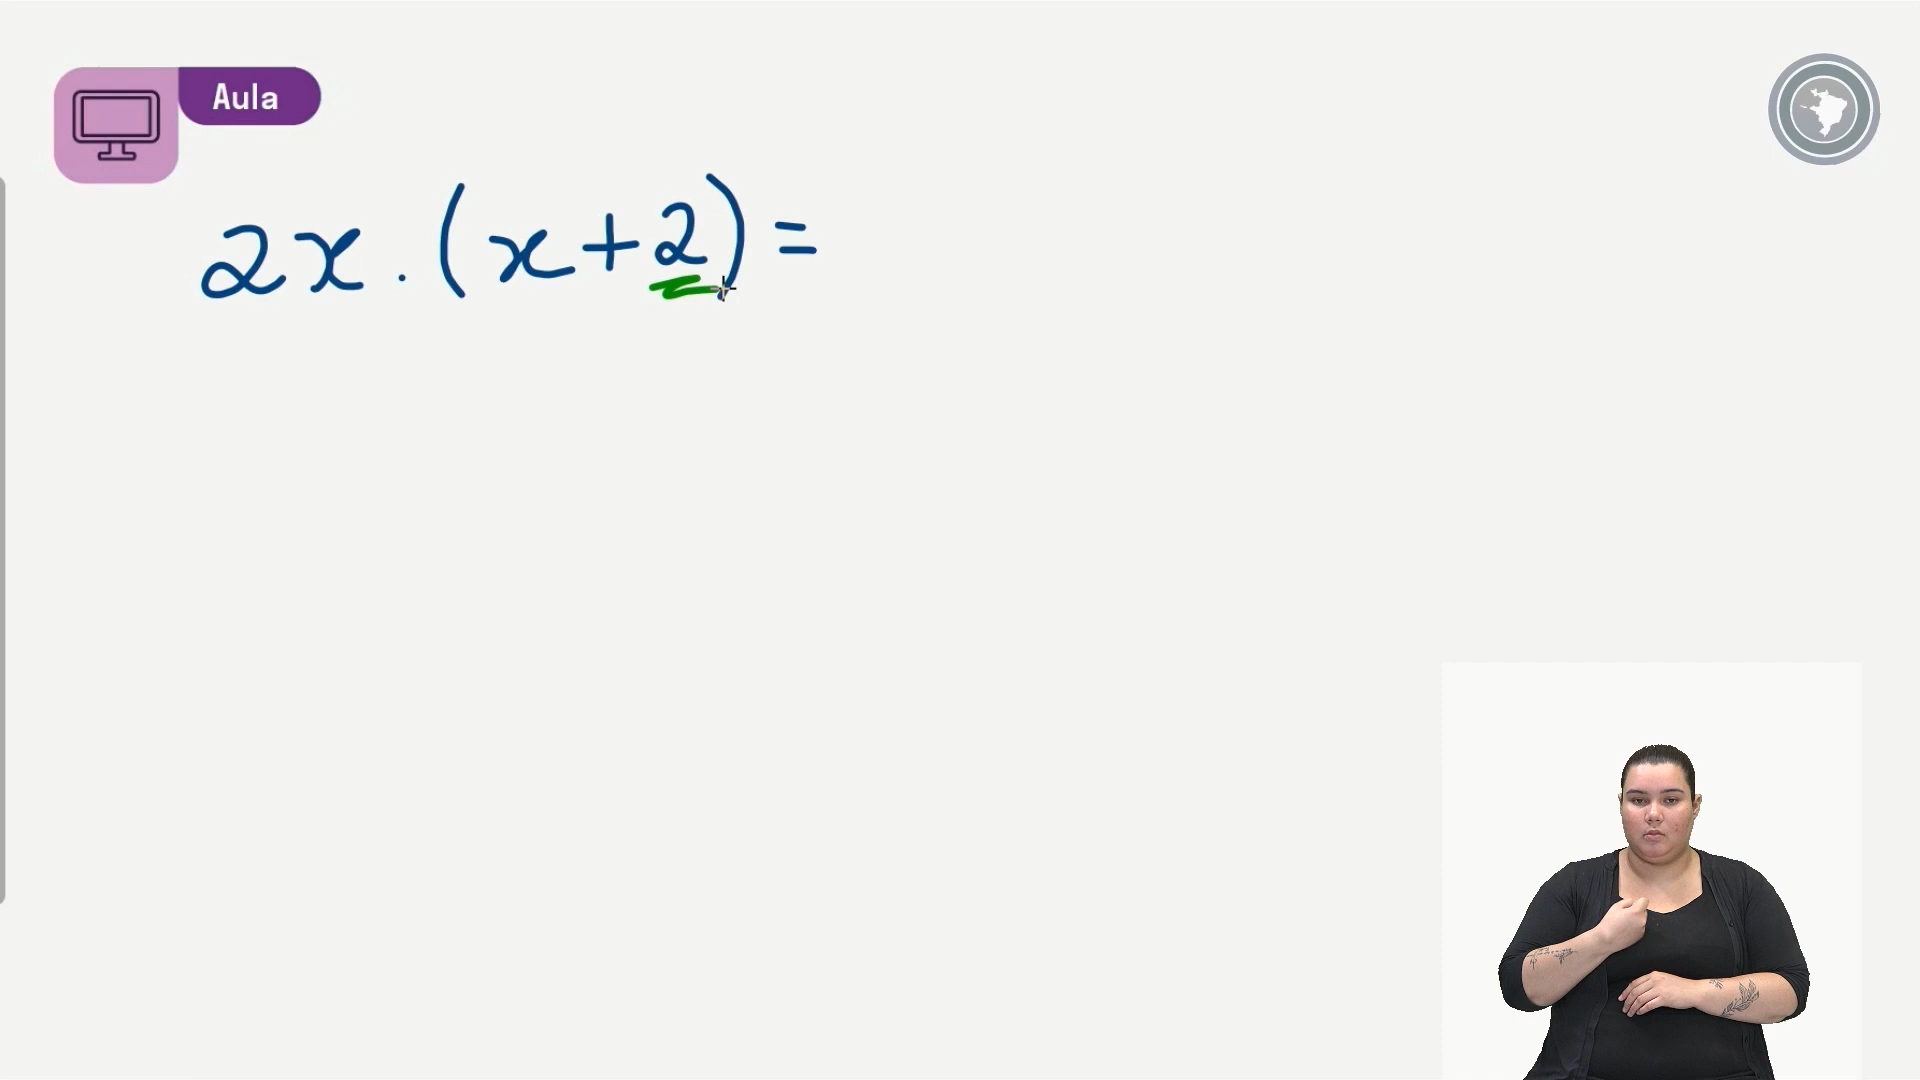 Aula
2x . (x+2) =